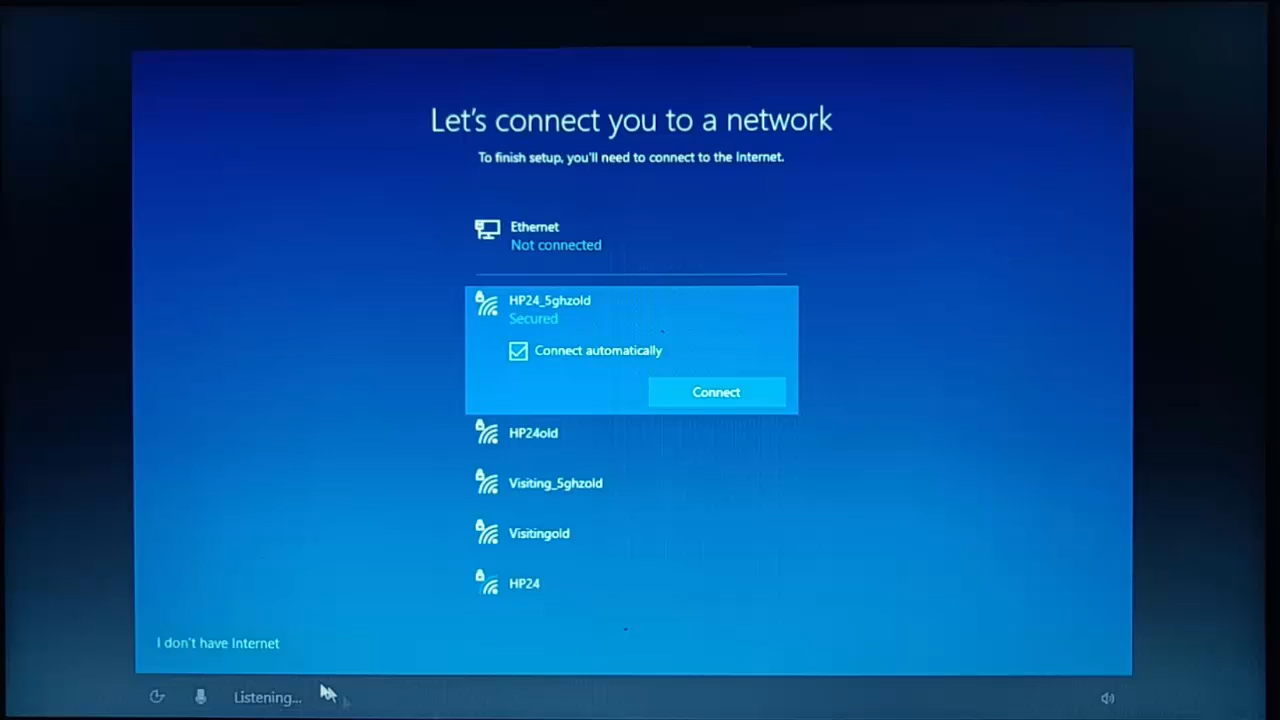 Let's connect you to a network
To finish setup, you'll need to connect to the Internet.
Ethernet
Not connected
HP24_5ghzold
Secured
Connect automatically
Connect
HP24old
Visiting_5ghzold
Visitingold
HP24
I don't have Internet
Listening...